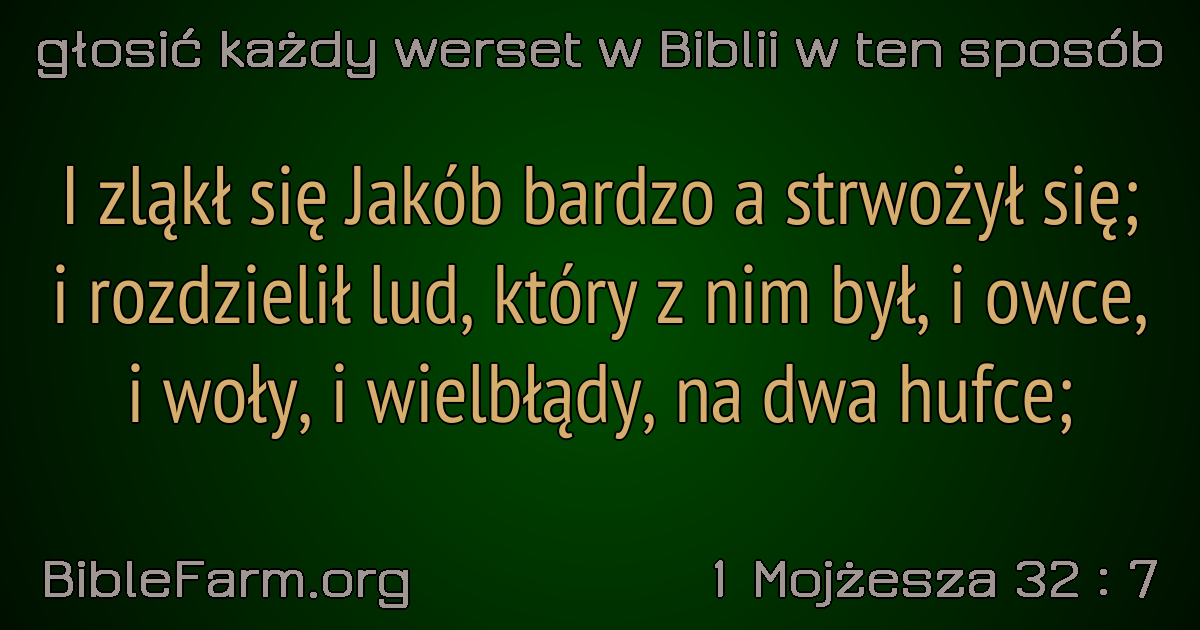 głosić każdy werset w Biblii w ten sposób
I zląkł się Jakób bardzo a strwożył się;
i rozdzielił lud, który z nim był, i owce,
i woły, i wielbłądy, na dwa hufce;
BibleFarm.org
1 Mojżesza 32 : 7